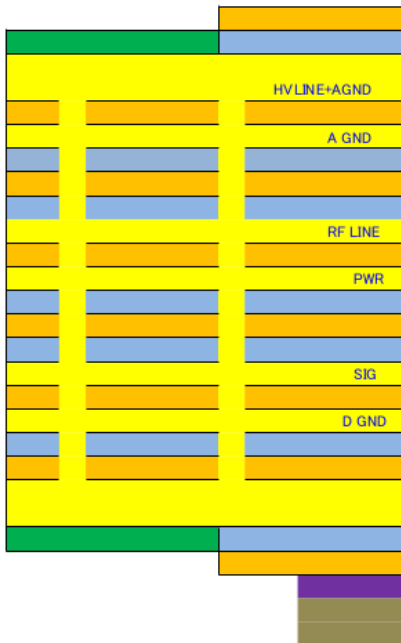 HV LINE+AGND
A GND
RF LINE
PWR
SIG
D GND